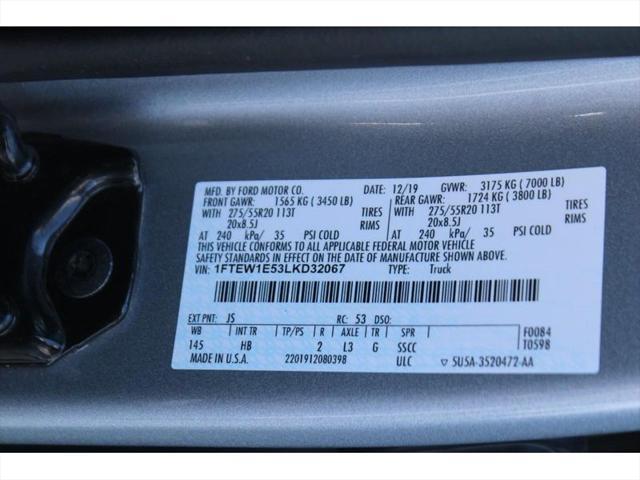 MFD. BY FORD MOTOR CO. DATE: 12/19 GVWR: 3175 KG ( 7000 LB)
FRONT GAWR: 1565 KG ( 3450 LB) REAR GAWR: 1724 KG ( 3800 LB)
WITH 275/55R20 113T TIRES WITH 275/55R20 113T TIRES
20x8.5J RIMS 20x8.5J RIMS
AT 240 kPa/ 35 PSI COLD AT 240 kPa/ 35 PSI COLD
THIS VEHICLE CONFORMS TO ALL APPLICABLE FEDERAL MOTOR VEHICLE
SAFETY STANDARDS IN EFFECT ON THE DATE OF MANUFACTURE SHOWN ABOVE.
VIN: 1FTEW1E53LKD32067 TYPE: Truck
EXT PNT: JS RC: 53 DSO:
WB INT TR TP/PS R AXLE TR SPR F0084
145 HB 2 L3 G SSCC T0598
MADE IN U.S.A. 2201912080398 ULC ▽ 5U5A-3520472-AA